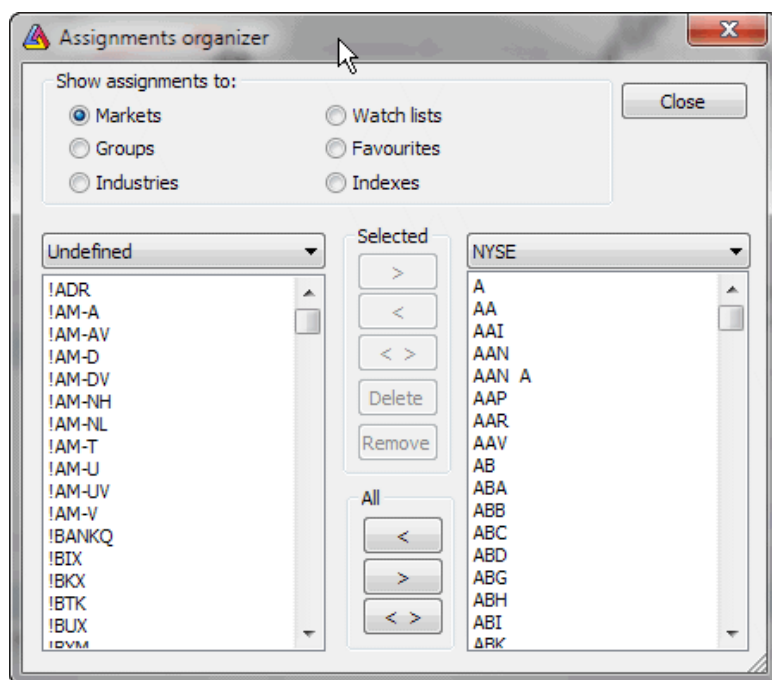 Assignments organizer
Show assignments to:
Markets
Watch lists
Close
Groups
Favourites
Industries
Indexes
Undefined
Selected
NYSE
!ADR
!AM-A
!AM-AV
!AM-D
!AM-DV
!AM-NH
!AM-NL
!AM-T
!AM-U
!AM-UV
!AM-V
!BANKQ
!BIX
!BKX
!BTK
!BUX
!BYM
>
<
< >
Delete
Remove
All
<
>
< >
A
AA
AAI
AAN
AAN A
AAP
AAR
AAV
AB
ABA
ABB
ABC
ABD
ABG
ABH
ABI
ABK